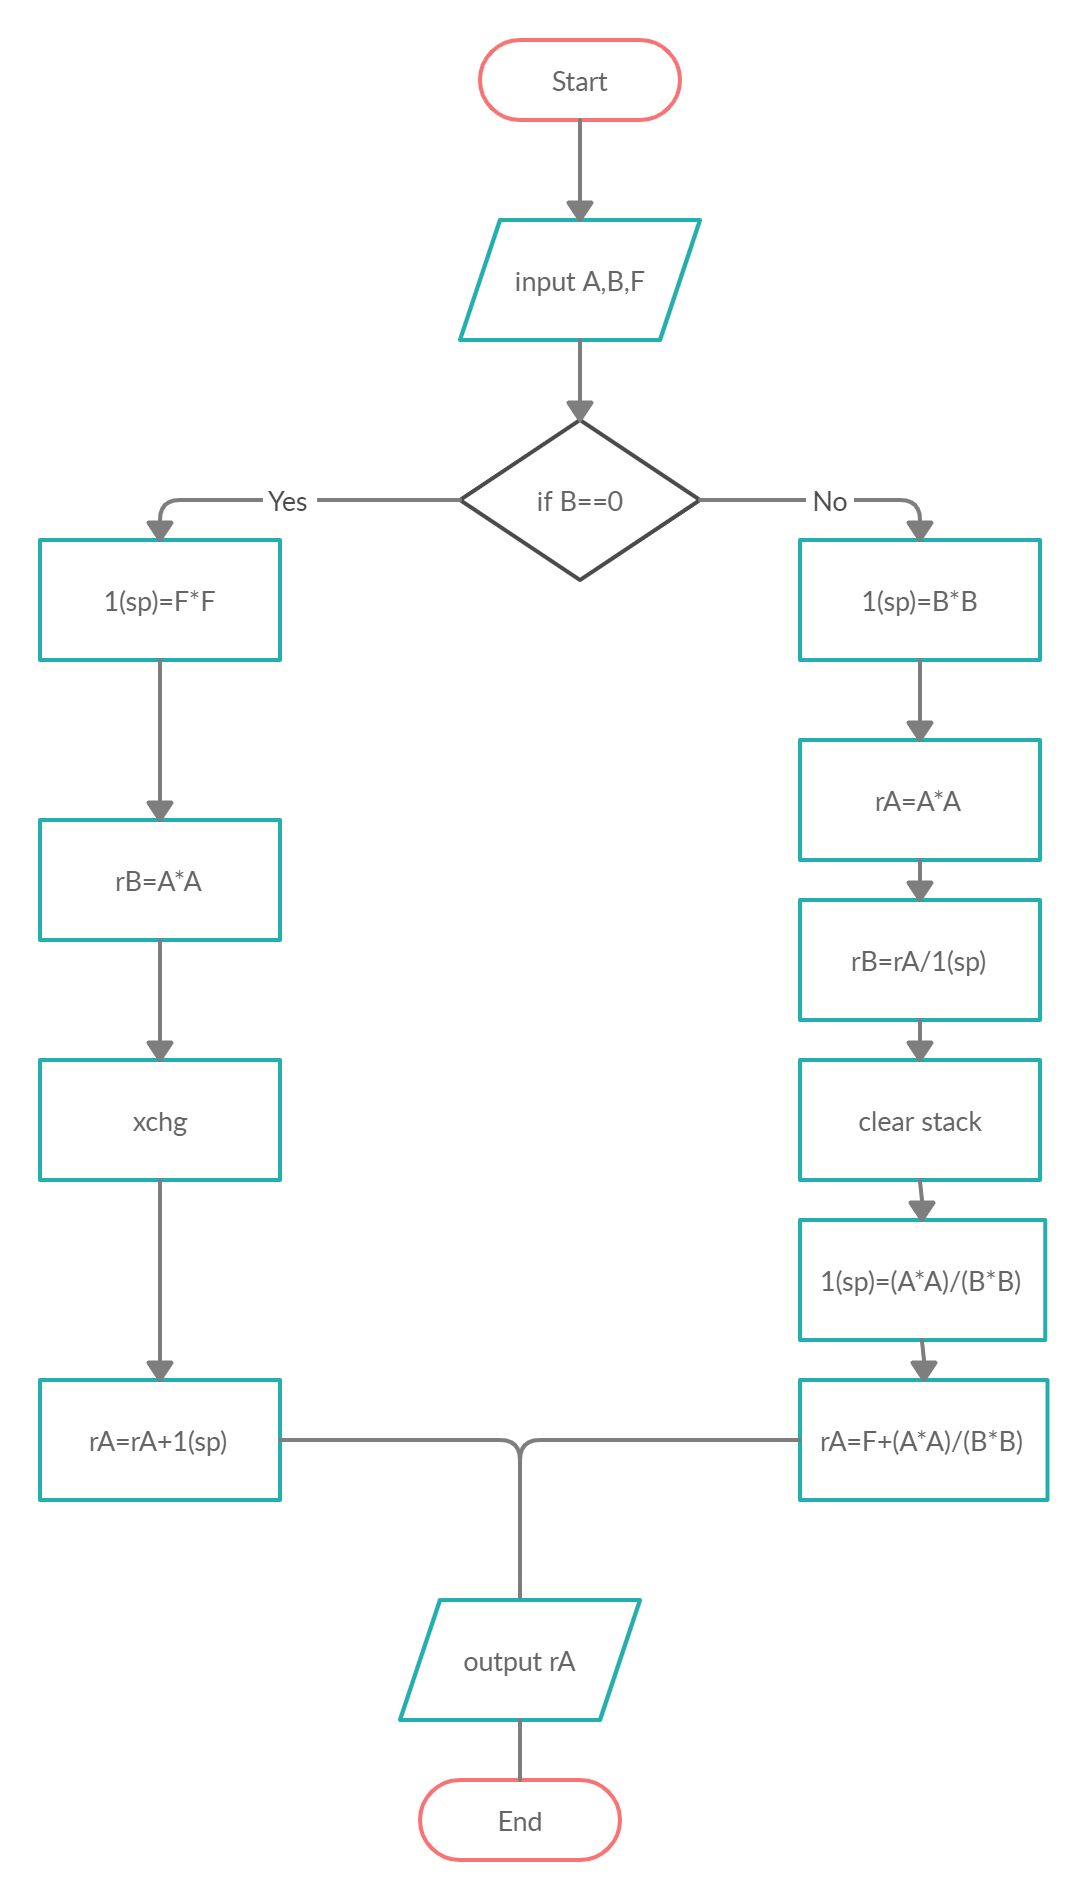 Start
input A,B,F
if B==0
Yes
No
1(sp)=F*F
rB=A*A
xchg
rA=rA+1(sp)
1(sp)=B*B
rA=A*A
rB=rA/1(sp)
clear stack
1(sp)=(A*A)/(B*B)
rA=F+(A*A)/(B*B)
output rA
End